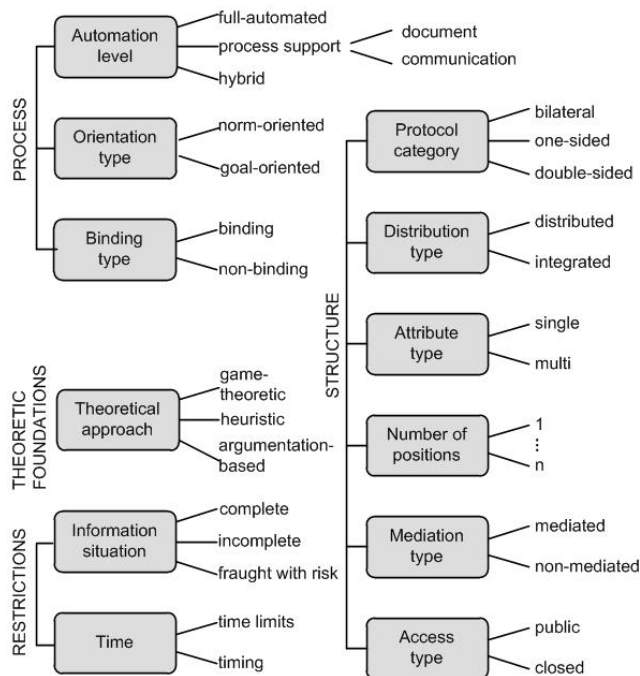 PROCESS
Automation
level
full-automated
process support
document
communication
hybrid
Orientation
type
norm-oriented
goal-oriented
Binding
type
binding
non-binding
THEORETIC
FOUNDATIONS
Theoretical
approach
game-
theoretic
heuristic
argumentation-
based
RESTRICTIONS
Information
situation
complete
incomplete
fraught with risk
Time
time limits
timing
STRUCTURE
Protocol
category
bilateral
one-sided
double-sided
Distribution
type
distributed
integrated
Attribute
type
single
multi
Number of
positions
1
⋮
n
Mediation
type
mediated
non-mediated
Access
type
public
closed